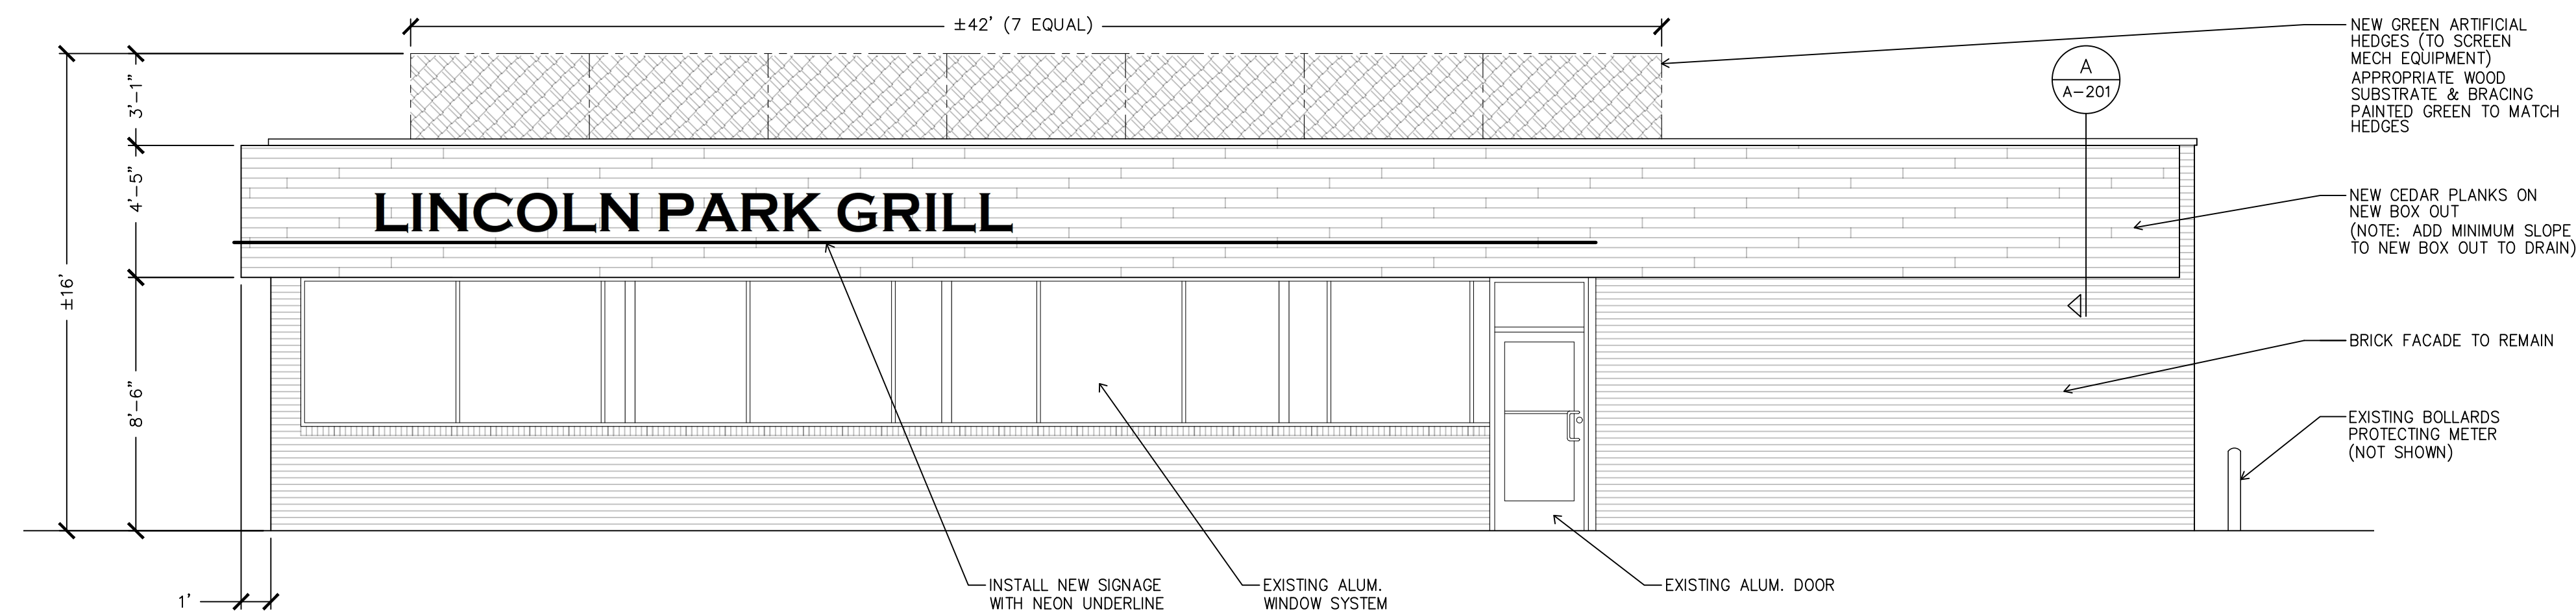 ±42' (7 EQUAL)
NEW GREEN ARTIFICIAL
HEDGES (TO SCREEN
MECH EQUIPMENT)
APPROPRIATE WOOD
SUBSTRATE & BRACING
PAINTED GREEN TO MATCH
HEDGES
A
A-201
3'-1"
4'-5"
8'-6"
±16'
1'
LINCOLN PARK GRILL
NEW CEDAR PLANKS ON
NEW BOX OUT
(NOTE: ADD MINIMUM SLOPE
TO NEW BOX OUT TO DRAIN)
BRICK FACADE TO REMAIN
EXISTING BOLLARDS
PROTECTING METER
(NOT SHOWN)
INSTALL NEW SIGNAGE
WITH NEON UNDERLINE
EXISTING ALUM.
WINDOW SYSTEM
EXISTING ALUM. DOOR